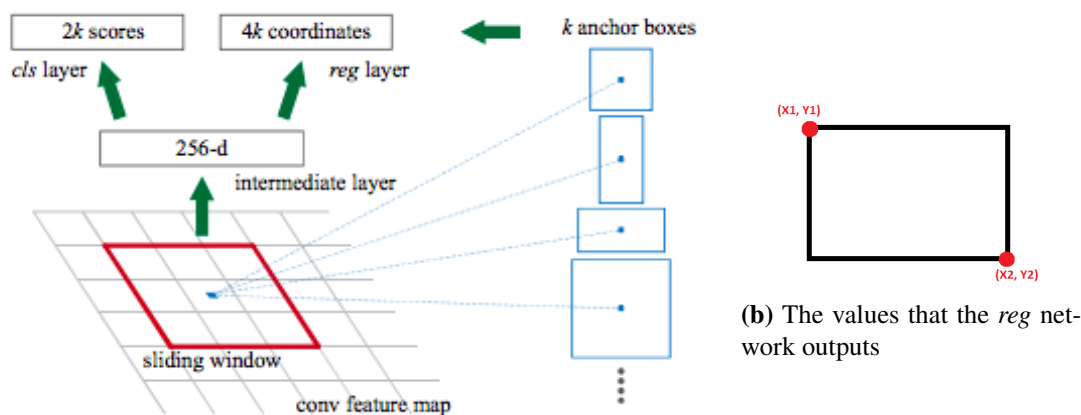 2k scores
4k coordinates
k anchor boxes
cls layer
reg layer
256-d
intermediate layer
sliding window
conv feature map
(X1, Y1)
(X2, Y2)
(b) The values that the reg net-
work outputs